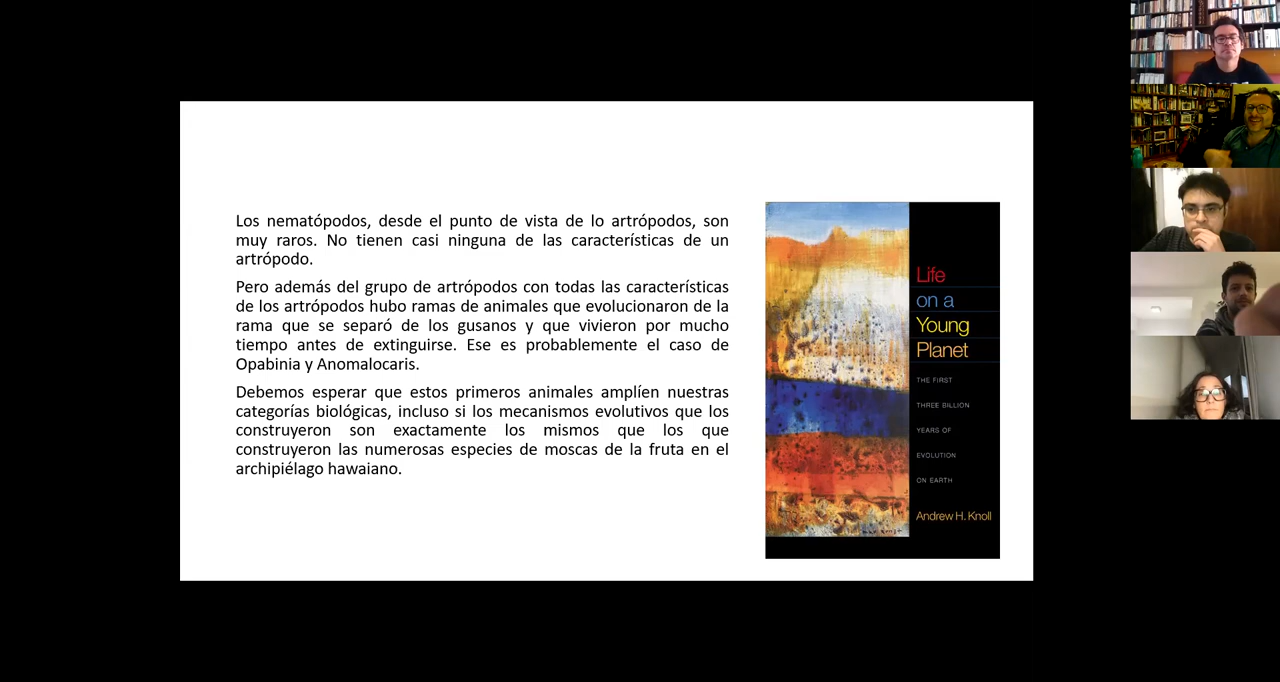 Los nematópodos, desde el punto de vista de lo artrópodos, son
muy raros. No tienen casi ninguna de las características de un
artrópodo.
Pero además del grupo de artrópodos con todas las características
de los artrópodos hubo ramas de animales que evolucionaron de la
rama que se separó de los gusanos y que vivieron por mucho
tiempo antes de extinguirse. Ese es probablemente el caso de
Opabinia y Anomalocaris.
Debemos esperar que estos primeros animales amplíen nuestras
categorías biológicas, incluso si los mecanismos evolutivos que los
construyeron son exactamente los mismos que los que
construyeron las numerosas especies de moscas de la fruta en el
archipiélago hawaiano.
Life
on a
Young
Planet
THE FIRST
THREE BILLION
YEARS OF
EVOLUTION
ON EARTH
Andrew H. Knoll